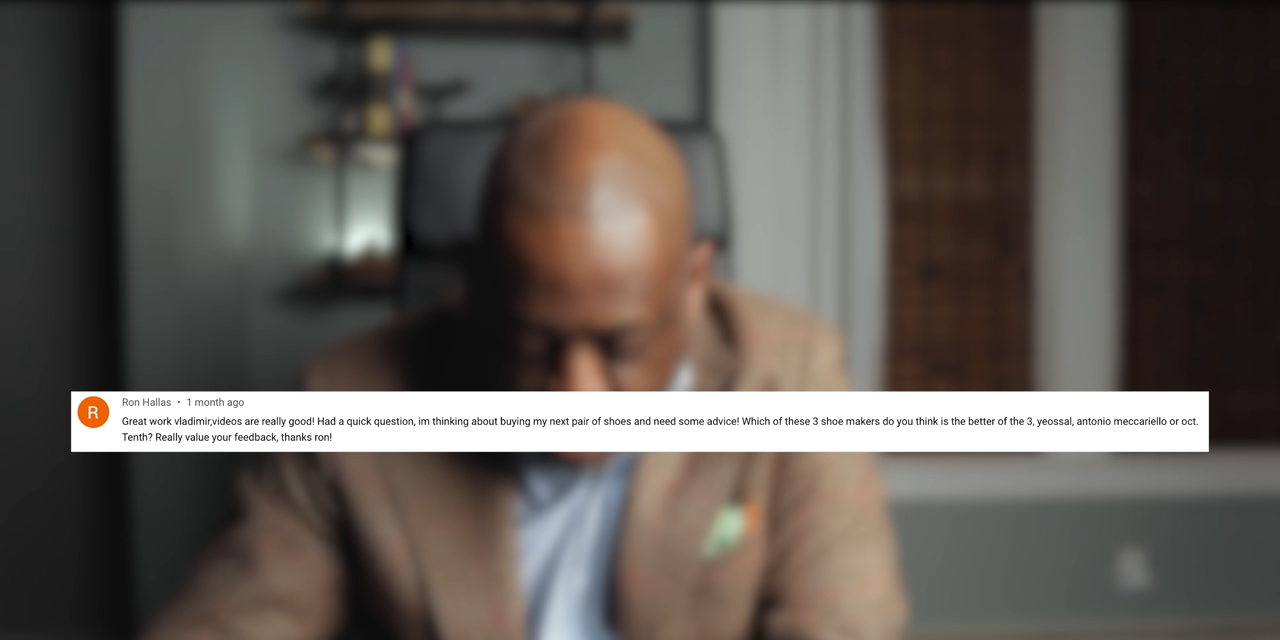 R
Ron Hallas • 1 month ago
Great work vladimir,videos are really good! Had a quick question, im thinking about buying my next pair of shoes and need some advice! Which of these 3 shoe makers do you think is the better of the 3, yeossal, antonio meccariello or oct.
Tenth? Really value your feedback, thanks ron!